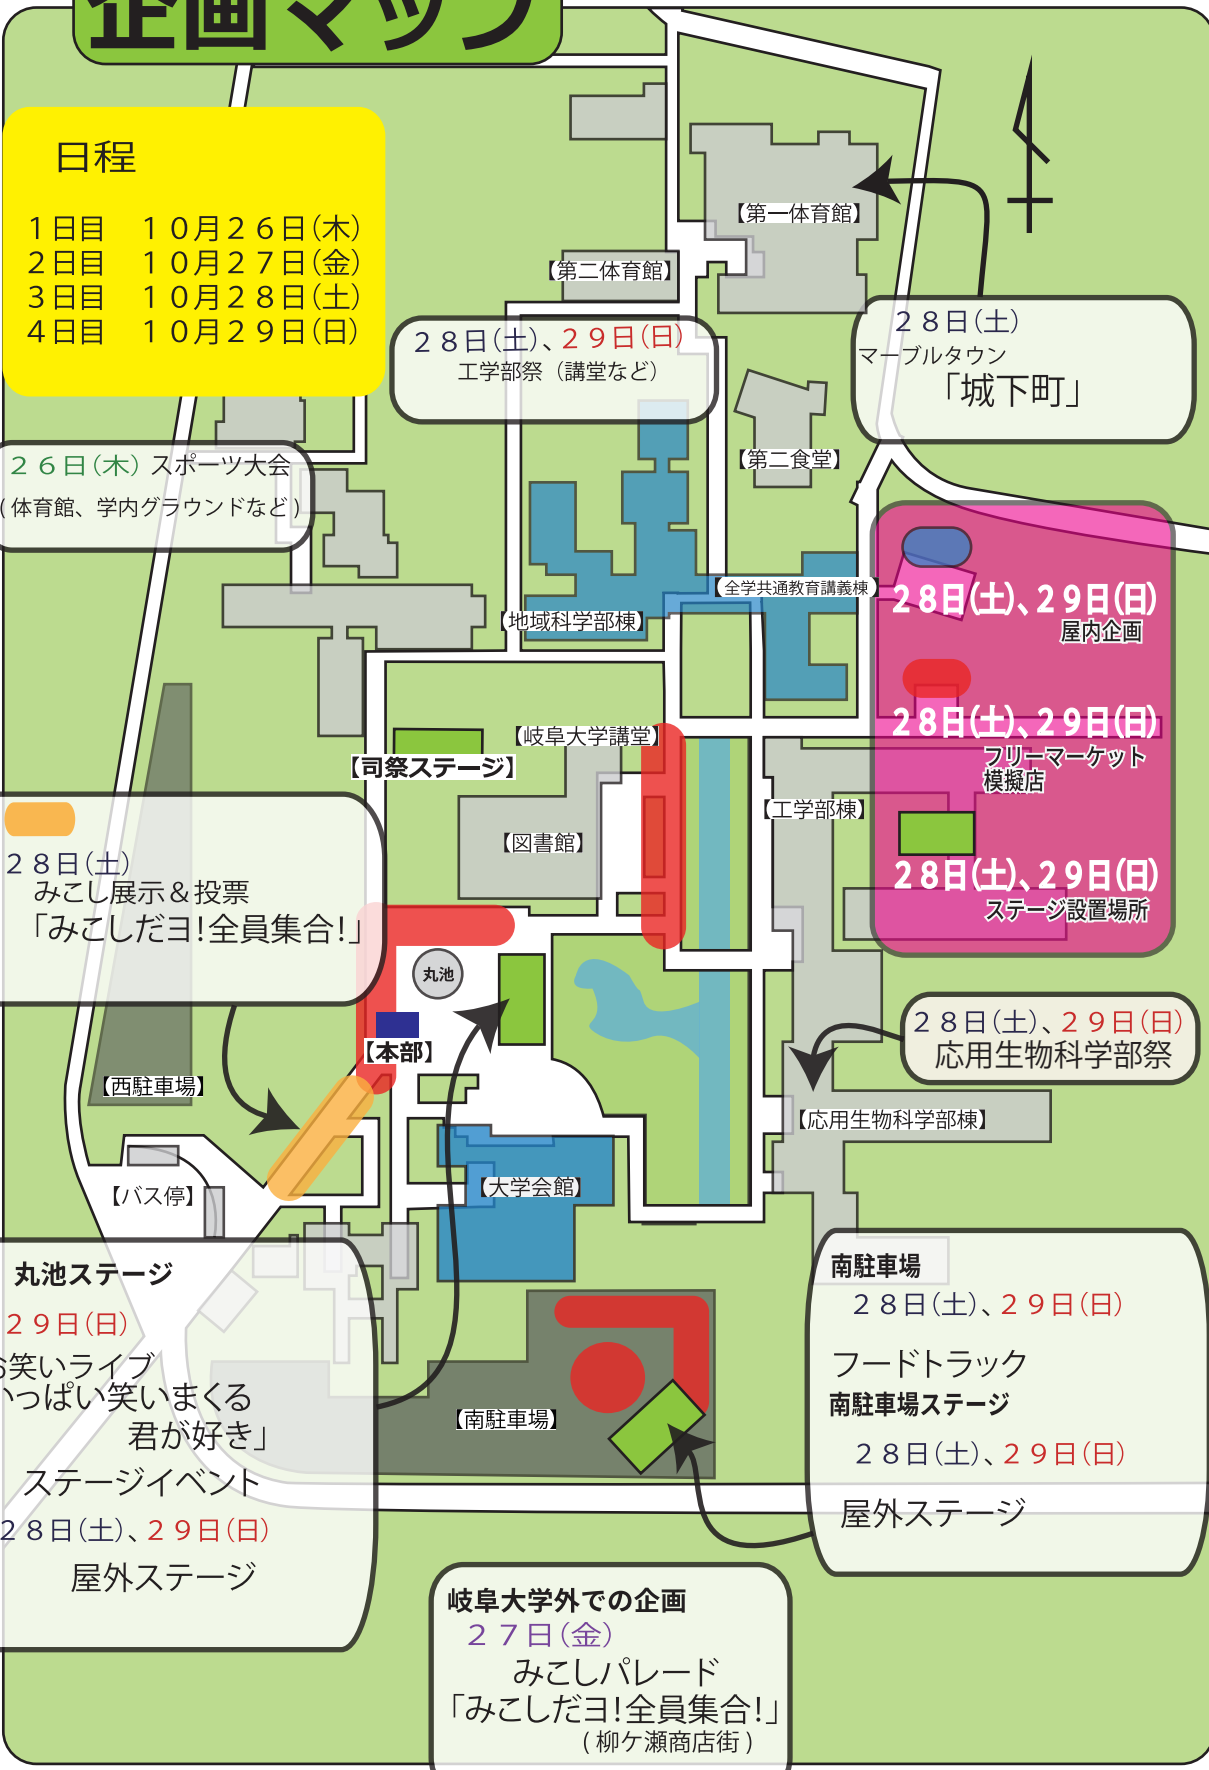 企画マップ
日程
１日目　１０月２６日（木）
２日目　１０月２７日（金）
３日目　１０月２８日（土）
４日目　１０月２９日（日）
【第一体育館】
【第二体育館】
２８日（土）、２９日（日）
工学部祭（講堂など）
２８日（土）
マーブルタウン
「城下町」
２６日（木）スポーツ大会
（体育館、学内グラウンドなど）
【第二食堂】
【全学共通教育講義棟】
【地域科学部棟】
２８日（土）、２９日（日）
屋内企画
２８日（土）、２９日（日）
フリーマーケット
模擬店
２８日（土）、２９日（日）
ステージ設置場所
【岐阜大学講堂】
【司祭ステージ】
【工学部棟】
【図書館】
２８日（土）
みこし展示＆投票
「みこしだヨ！全員集合！」
丸池
【本部】
２８日（土）、２９日（日）
応用生物科学部祭
【西駐車場】
【応用生物科学部棟】
【バス停】
【大学会館】
丸池ステージ
２９日（日）
お笑いライブ
いっぱい笑いまくる
君が好き」
ステージイベント
２８日（土）、２９日（日）
屋外ステージ
南駐車場
２８日（土）、２９日（日）
フードトラック
南駐車場ステージ
２８日（土）、２９日（日）
屋外ステージ
【南駐車場】
岐阜大学外での企画
２７日（金）
みこしパレード
「みこしだヨ！全員集合！」
（柳ケ瀬商店街）